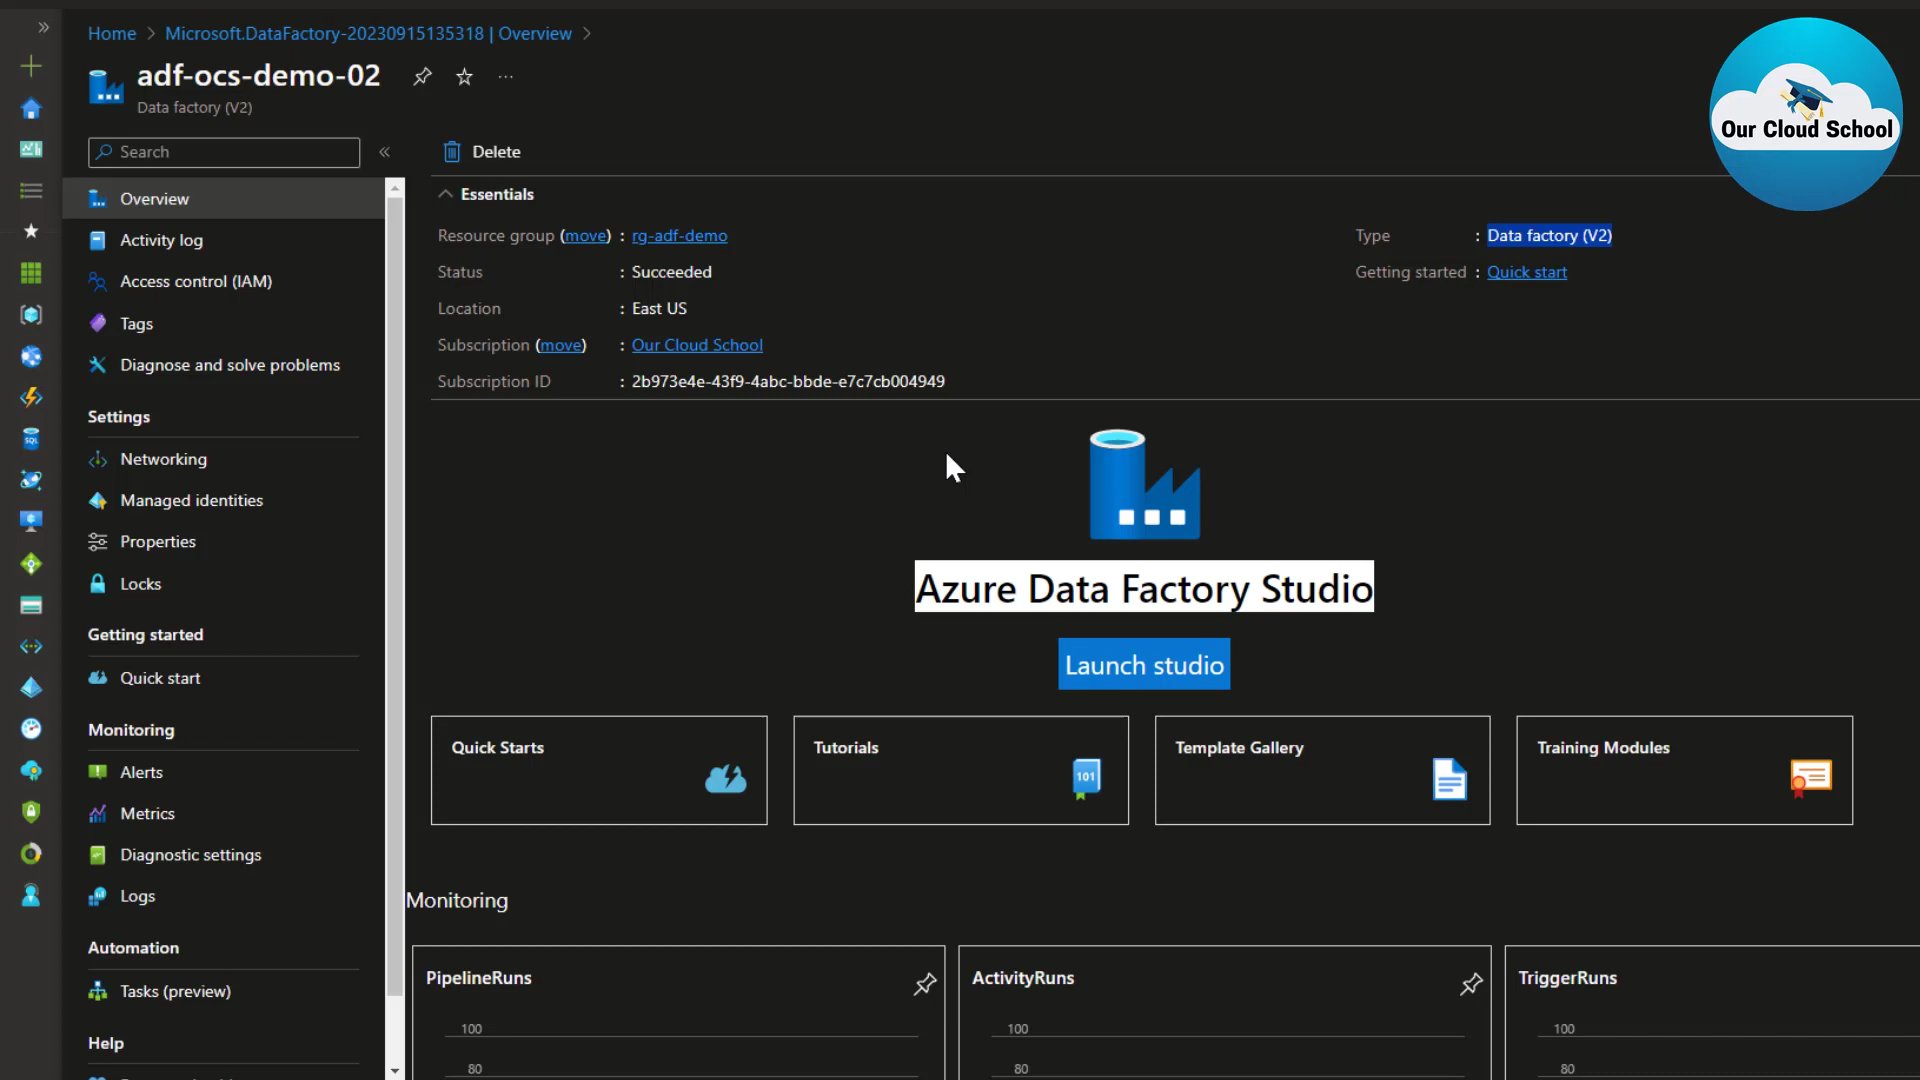 Home > Microsoft.DataFactory-20230915135318 | Overview >
adf-ocs-demo-02
Data factory (V2)
Our Cloud School
Search
Overview
Activity log
Access control (IAM)
Tags
Diagnose and solve problems
Settings
Networking
Managed identities
Properties
Locks
Getting started
Quick start
Monitoring
Alerts
Metrics
Diagnostic settings
Logs
Automation
Tasks (preview)
Help
Delete
Essentials
Resource group (move) : rg-adf-demo
Status : Succeeded
Location : East US
Subscription (move) : Our Cloud School
Subscription ID : 2b973e4e-43f9-4abc-bbde-e7c7cb004949
Type : Data factory (V2)
Getting started : Quick start
SQL
Azure Data Factory Studio
Launch studio
Quick Starts
Tutorials
101
Template Gallery
Training Modules
Monitoring
PipelineRuns
100
80
ActivityRuns
100
80
TriggerRuns
100
80